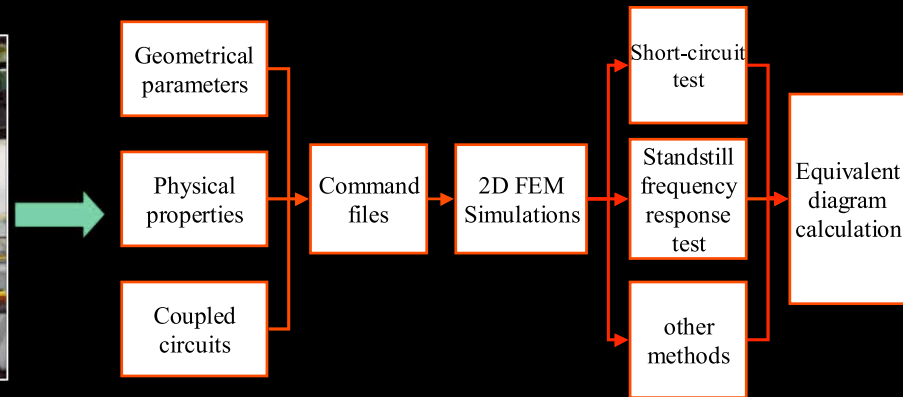 Geometrical
parameters
Physical
properties
Coupled
circuits
Command
files
2D FEM
Simulations
Short-circuit
test
Standstill
frequency
response
test
other
methods
Equivalent
diagram
calculation